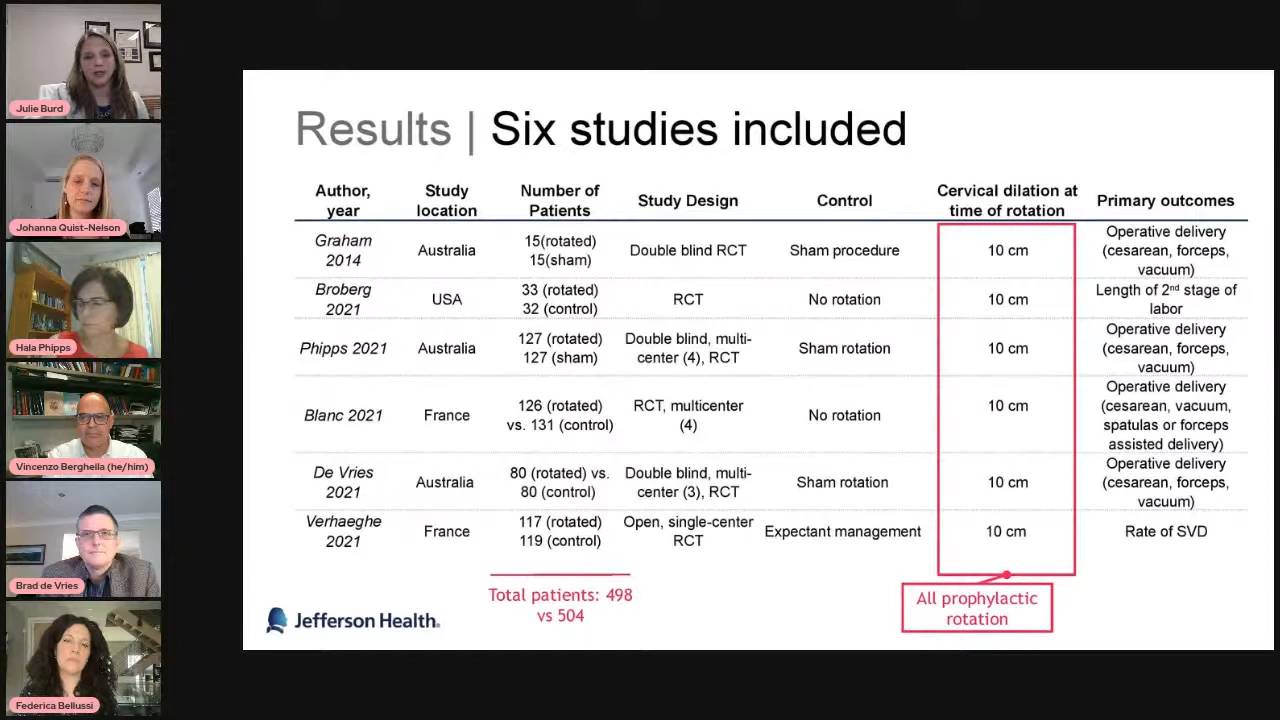 Julie Burd
Johanna Quist-Nelson
Hala Phipps
Vincenzo Berghella (he/him)
Brad de Vries
Federica Bellussi
Results | Six studies included
Author,
year
Study
location
Number of
Patients
Study Design
Control
Cervical dilation at
time of rotation
Primary outcomes
Graham
2014
Australia
15(rotated)
15(sham)
Double blind RCT
Sham procedure
10 cm
Operative delivery
(cesarean, forceps,
vacuum)
Broberg
2021
USA
33 (rotated)
32 (control)
RCT
No rotation
10 cm
Length of 2nd stage of
labor
Phipps 2021
Australia
127 (rotated)
127 (sham)
Double blind, multi-
center (4), RCT
Sham rotation
10 cm
Operative delivery
(cesarean, forceps,
vacuum)
Blanc 2021
France
126 (rotated)
vs. 131 (control)
RCT, multicenter
(4)
No rotation
10 cm
Operative delivery
(cesarean, vacuum,
spatulas or forceps
assisted delivery)
De Vries
2021
Australia
80 (rotated) vs.
80 (control)
Double blind, multi-
center (3), RCT
Sham rotation
10 cm
Operative delivery
(cesarean, forceps,
vacuum)
Verhaeghe
2021
France
117 (rotated)
119 (control)
Open, single-center
RCT
Expectant management
10 cm
Rate of SVD
Total patients: 498
vs 504
All prophylactic
rotation
Jefferson Health.